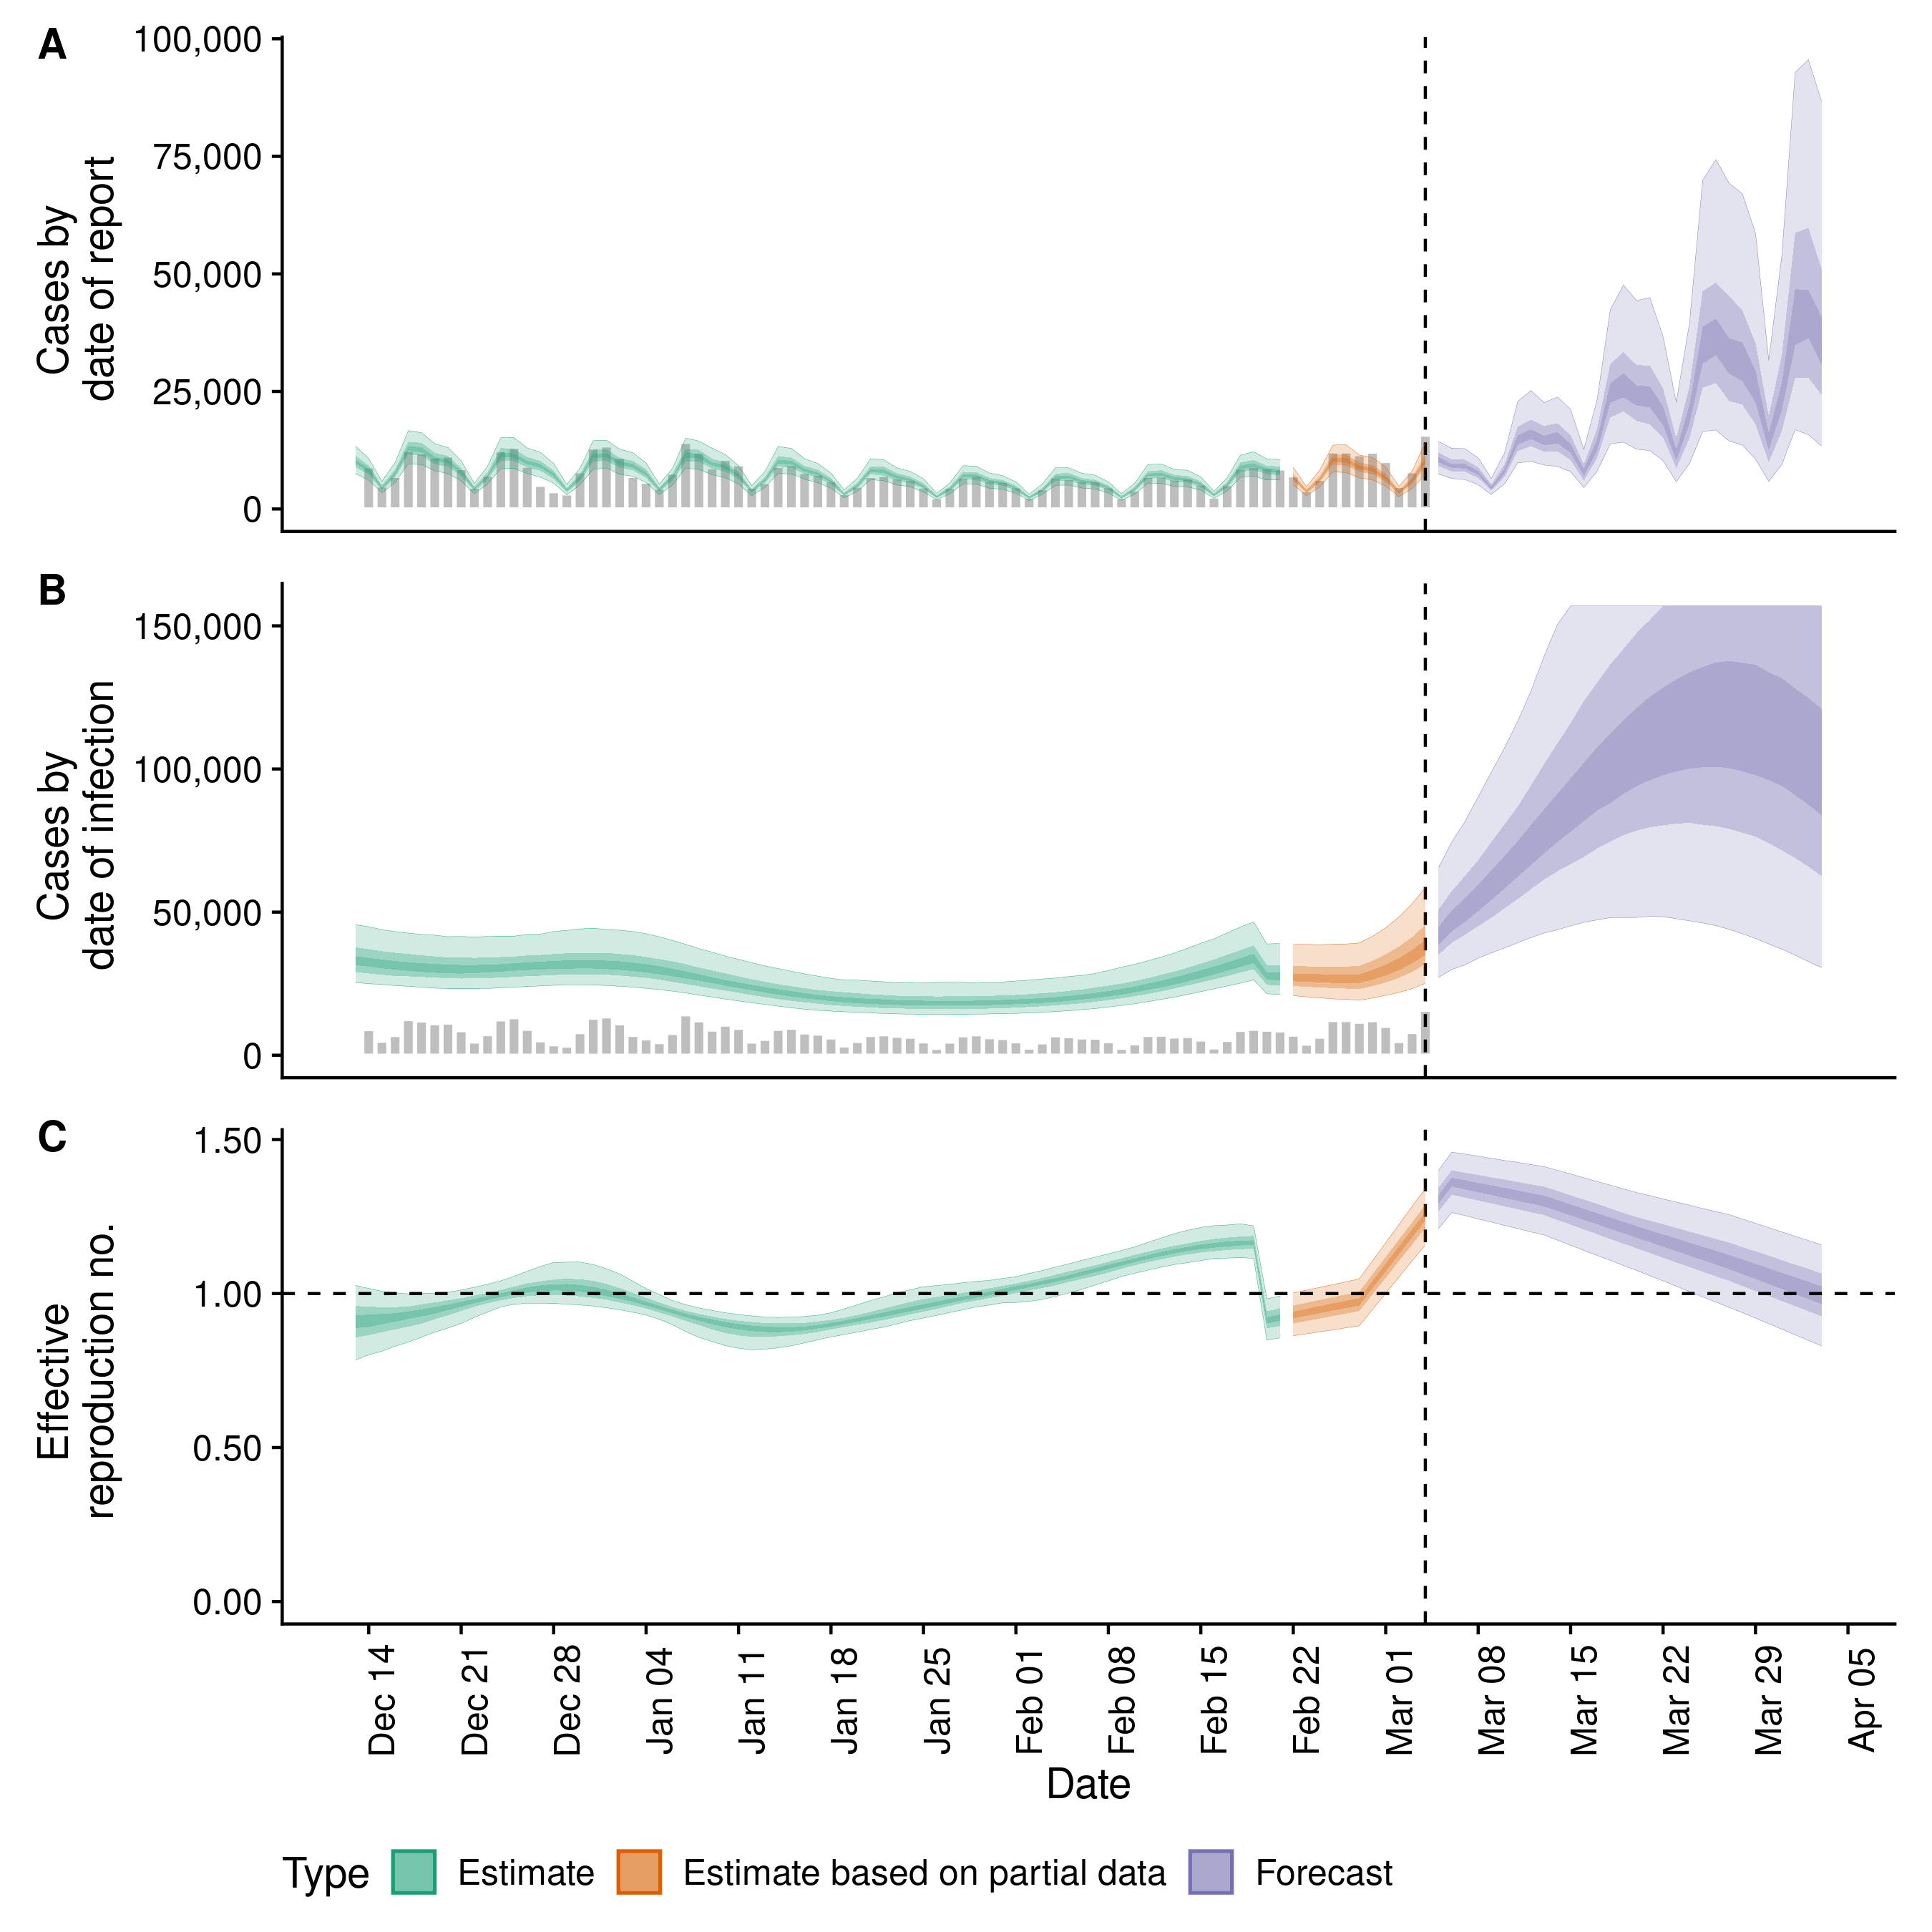 A
100,000
75,000
50,000
25,000
0
Cases by
date of report
B
150,000
100,000
50,000
0
Cases by
date of infection
C
1.50
1.00
0.50
0.00
Effective
reproduction no.
Dec 14
Dec 21
Dec 28
Jan 04
Jan 11
Jan 18
Jan 25
Feb 01
Feb 08
Feb 15
Feb 22
Mar 01
Mar 08
Mar 15
Mar 22
Mar 29
Apr 05
Date
Type Estimate Estimate based on partial data Forecast